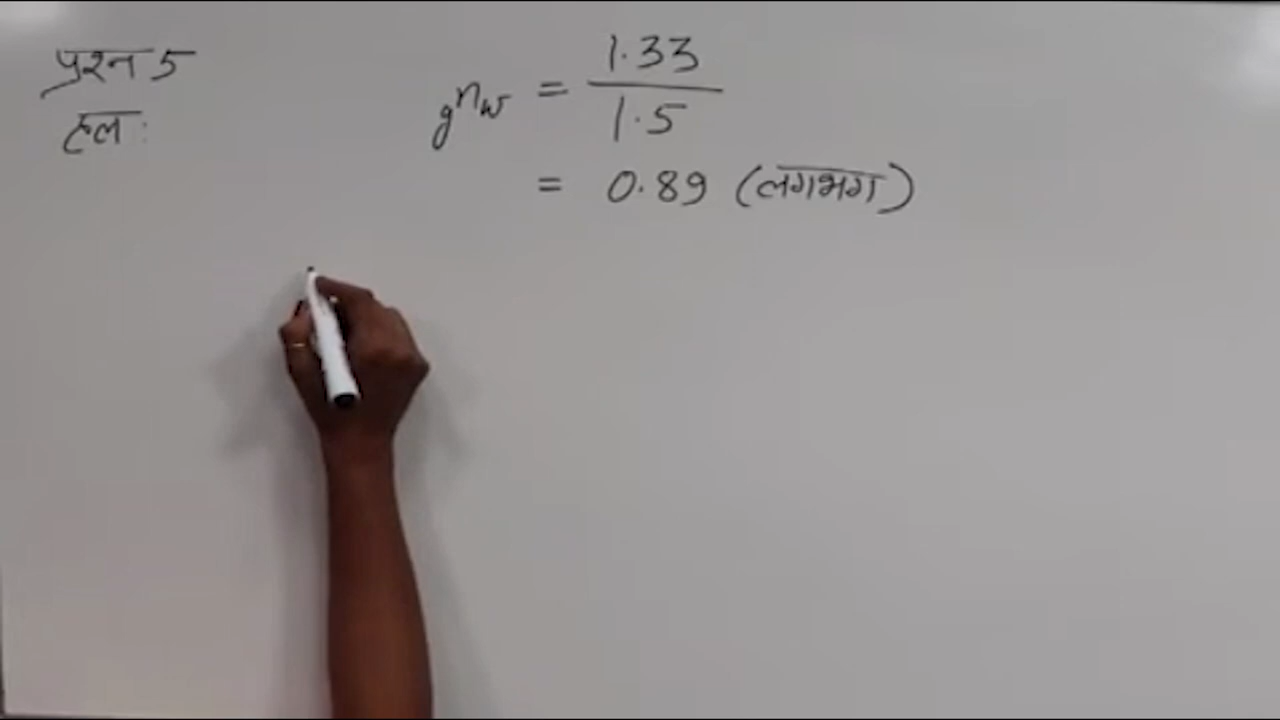 प्रश्न 5
हल :
gnw = 1.33 / 1.5
= 0.89 (लगभग)